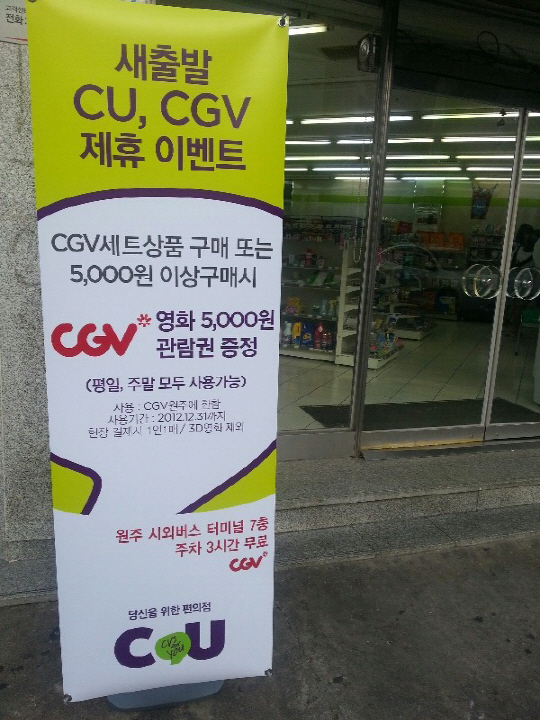 새출발
CU, CGV
제휴 이벤트
CGV세트상품 구매 또는
5,000원 이상구매시
CGV* 영화 5,000원
관람권 증정
(평일, 주말 모두 사용가능)
사용 : CGV원주에 한함
사용기간 : 2012.12.31까지
현장 결제시 1인1매 / 3D영화 제외
원주 시외버스 터미널 7층
주차 3시간 무료
CGV*
당신을 위한 편의점
CU
CVS for YOU